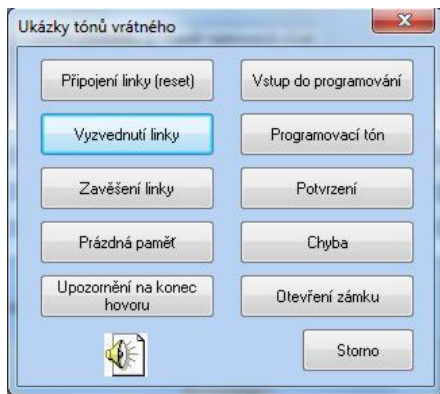 Ukázky tónů vrátného
Připojení linky (reset)
Vstup do programování
Vyzvednutí linky
Programovací tón
Zavěšení linky
Potvrzení
Prázdná paměť
Chyba
Upozornění na konec
hovoru
Otevření zámku
Storno